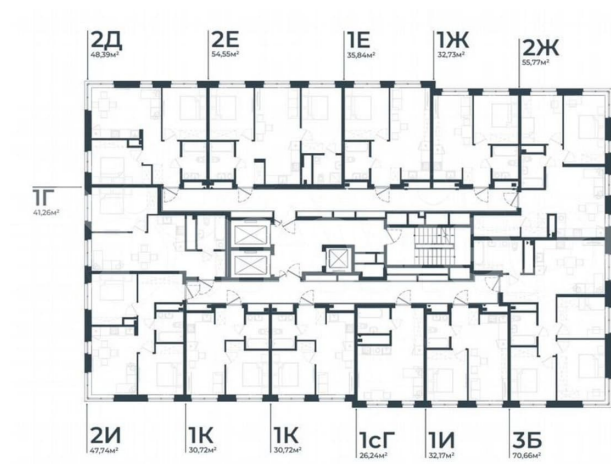 2Д
48,39м²
2Е
54,55м²
1Е
35,84м²
1Ж
32,73м²
2Ж
55,77м²
1Г
41,26м²
2И
47,74м²
1К
30,72м²
1К
30,72м²
1сГ
26,24м²
1И
32,17м²
3Б
70,66м²